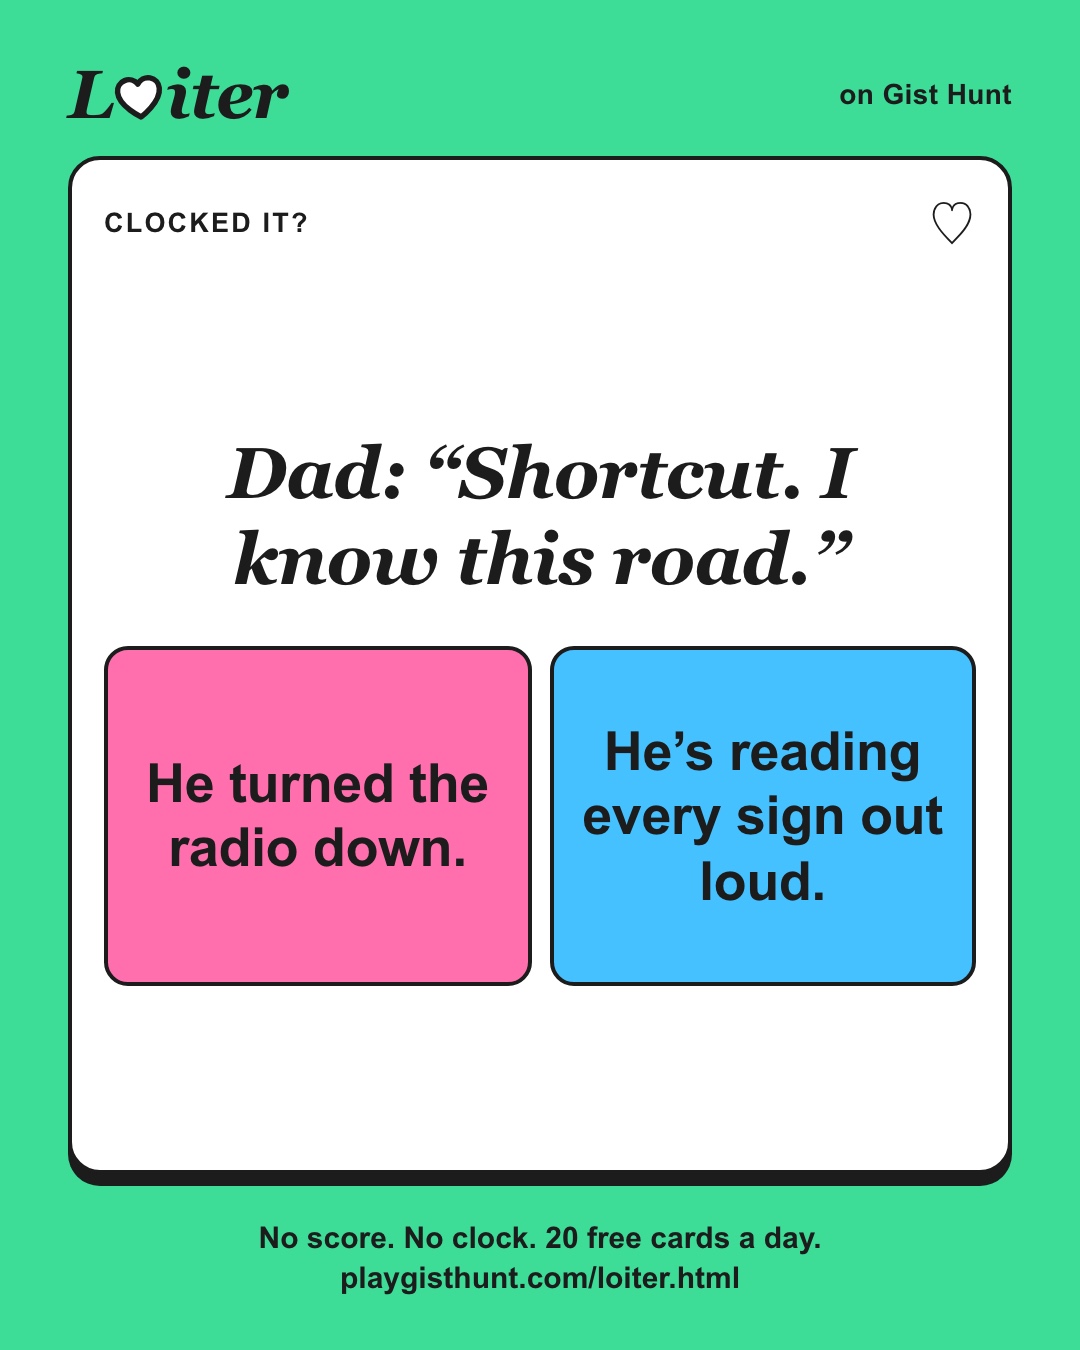 Loiter
on Gist Hunt
CLOCKED IT?
Dad: “Shortcut. I
know this road.”
He turned the
radio down.
He’s reading
every sign out
loud.
No score. No clock. 20 free cards a day.
playgisthunt.com/loiter.html